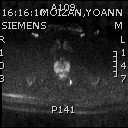 A109
16:16:10 MOIZAN,YOANN
SIEMENS M
R L
1 1
0 4
3 7
P141